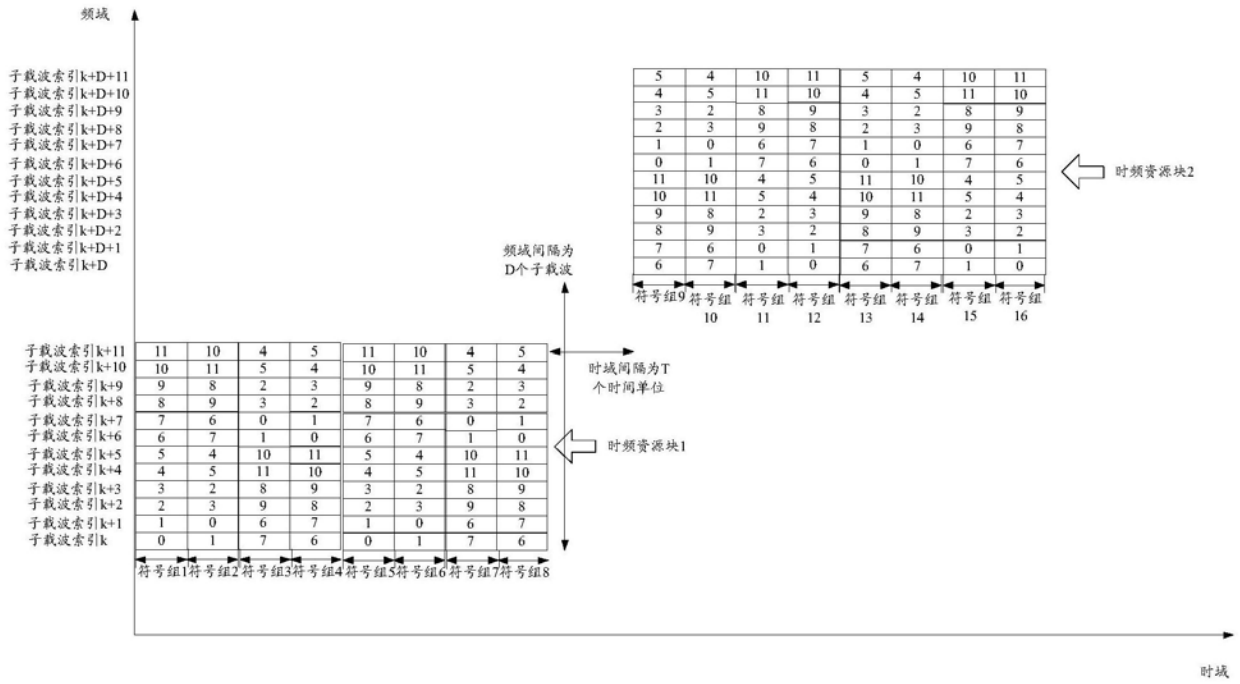 频域
子载波索引k+D+11 5 4 10 11 5 4 10 11
子载波索引k+D+10 4 5 11 10 4 5 11 10
子载波索引k+D+9 3 2 8 9 3 2 8 9
子载波索引k+D+8 2 3 9 8 2 3 9 8
子载波索引k+D+7 1 0 6 7 1 0 6 7
子载波索引k+D+6 0 1 7 6 0 1 7 6
子载波索引k+D+5 11 10 4 5 11 10 4 5
子载波索引k+D+4 10 11 5 4 10 11 5 4
子载波索引k+D+3 9 8 2 3 9 8 2 3
子载波索引k+D+2 8 9 3 2 8 9 3 2
子载波索引k+D+1 7 6 0 1 7 6 0 1
子载波索引k+D 6 7 1 0 6 7 1 0
时频资源块2
符号组9 符号组10 符号组11 符号组12 符号组13 符号组14 符号组15 符号组16
频域间隔为
D个子载波
子载波索引k+11 11 10 4 5 11 10 4 5
子载波索引k+10 10 11 5 4 10 11 5 4
子载波索引k+9 9 8 2 3 9 8 2 3
子载波索引k+8 8 9 3 2 8 9 3 2
子载波索引k+7 7 6 0 1 7 6 0 1
子载波索引k+6 6 7 1 0 6 7 1 0
子载波索引k+5 5 4 10 11 5 4 10 11
子载波索引k+4 4 5 11 10 4 5 11 10
子载波索引k+3 3 2 8 9 3 2 8 9
子载波索引k+2 2 3 9 8 2 3 9 8
子载波索引k+1 1 0 6 7 1 0 6 7
子载波索引k 0 1 7 6 0 1 7 6
时域间隔为T
个时间单位
时频资源块1
符号组1 符号组2 符号组3 符号组4 符号组5 符号组6 符号组7 符号组8
时域